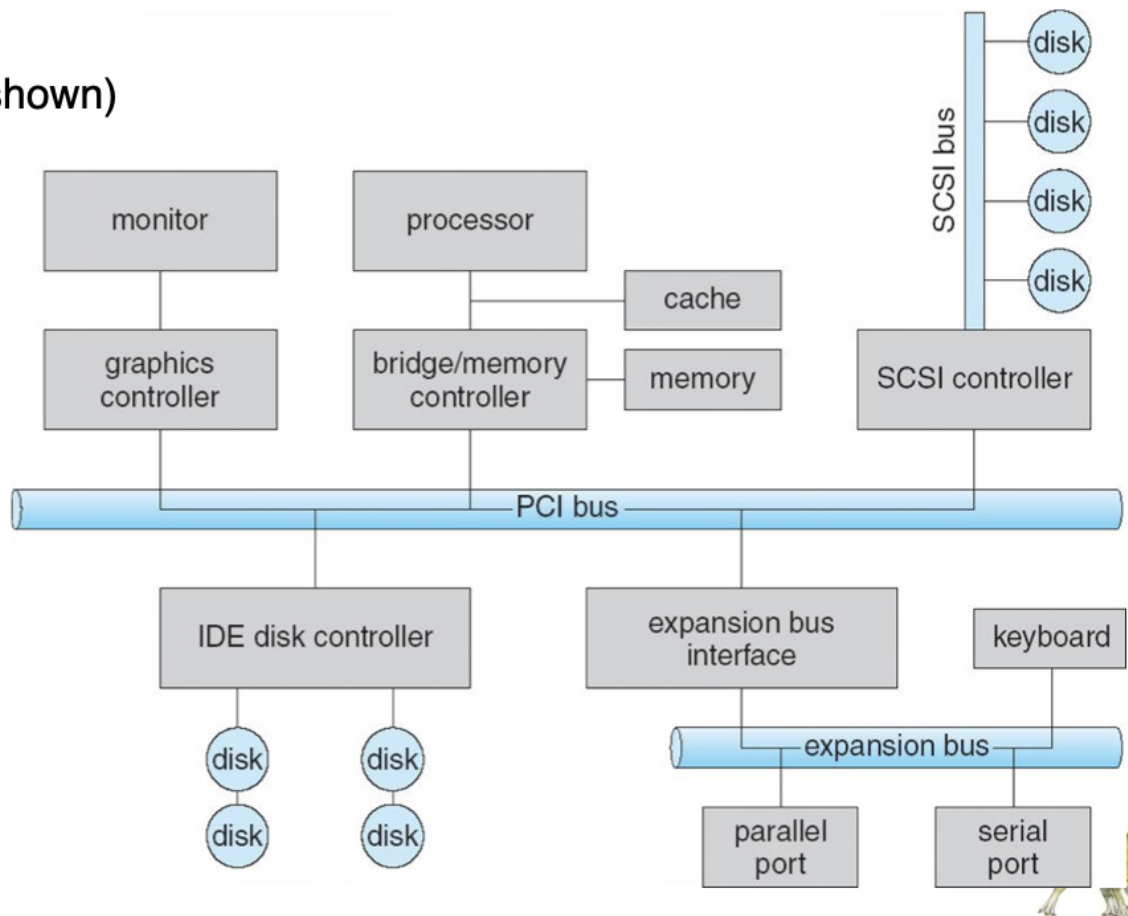 shown)
disk
disk
disk
disk
SCSI bus
monitor
processor
cache
graphics
controller
bridge/memory
controller
memory
SCSI controller
PCI bus
IDE disk controller
expansion bus
interface
keyboard
disk
disk
disk
disk
expansion bus
parallel
port
serial
port